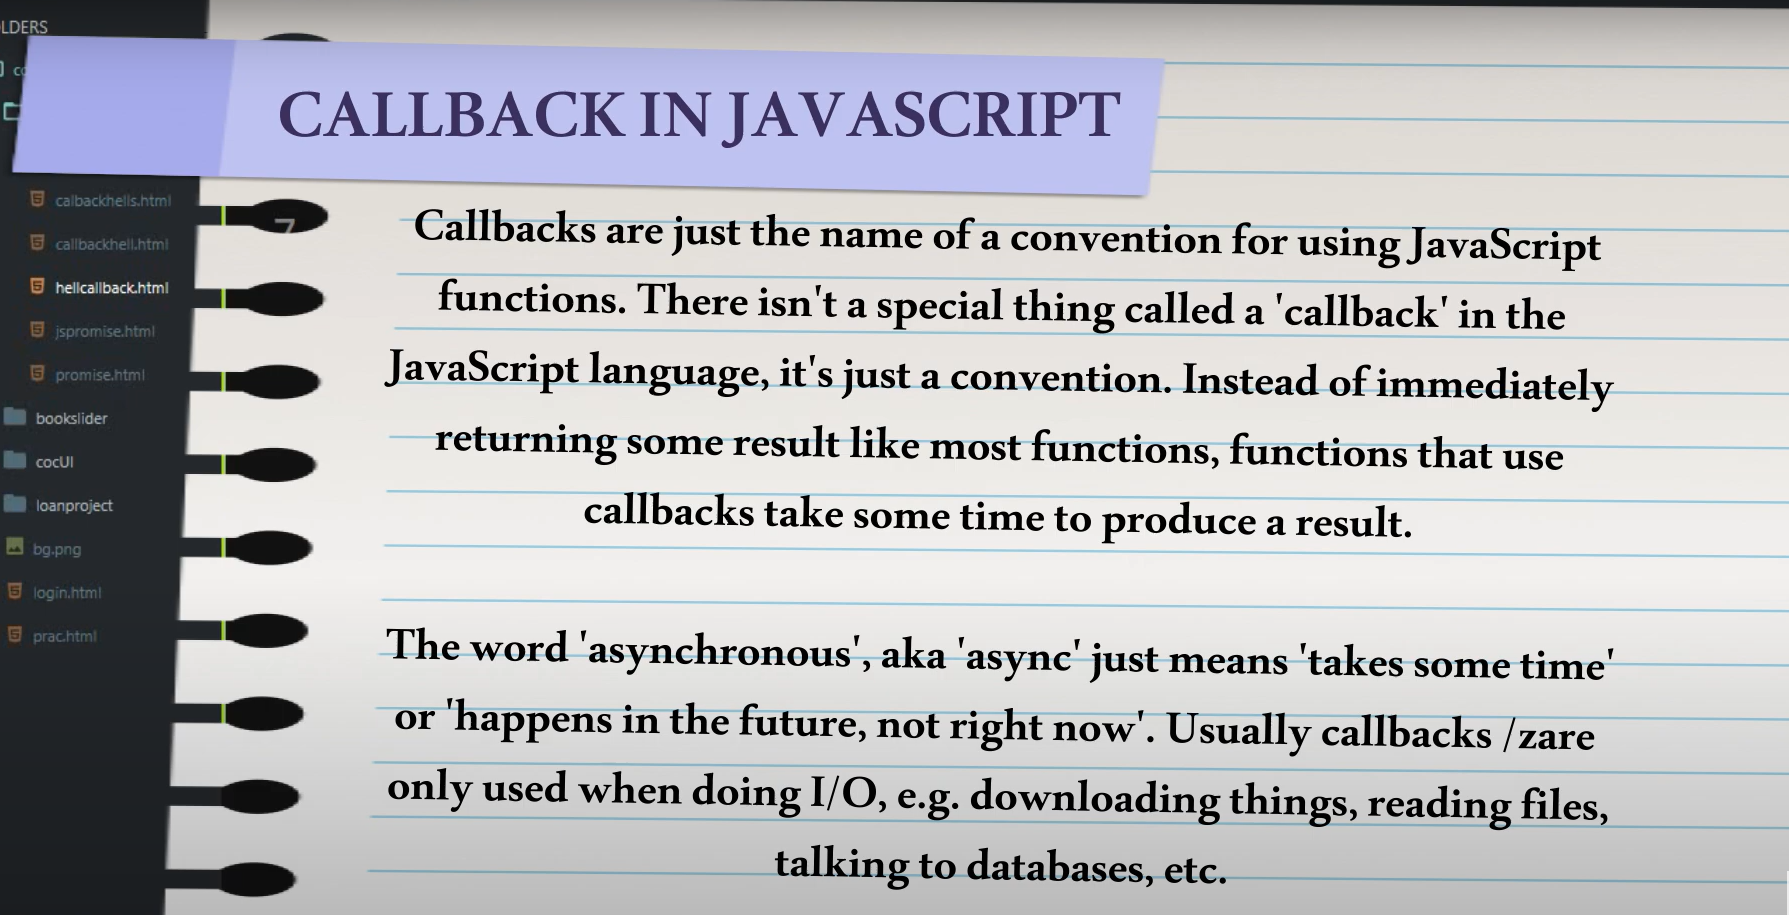 CALLBACK IN JAVASCRIPT
calbackhells.html
callbackhell.html
hellcallback.html
jspromise.html
promise.html
bookslider
cocUI
loanproject
bg.png
login.html
prac.html
7
Callbacks are just the name of a convention for using JavaScript
functions. There isn't a special thing called a 'callback' in the
JavaScript language, it's just a convention. Instead of immediately
returning some result like most functions, functions that use
callbacks take some time to produce a result.
The word 'asynchronous', aka 'async' just means 'takes some time'
or 'happens in the future, not right now'. Usually callbacks /zare
only used when doing I/O, e.g. downloading things, reading files,
talking to databases, etc.